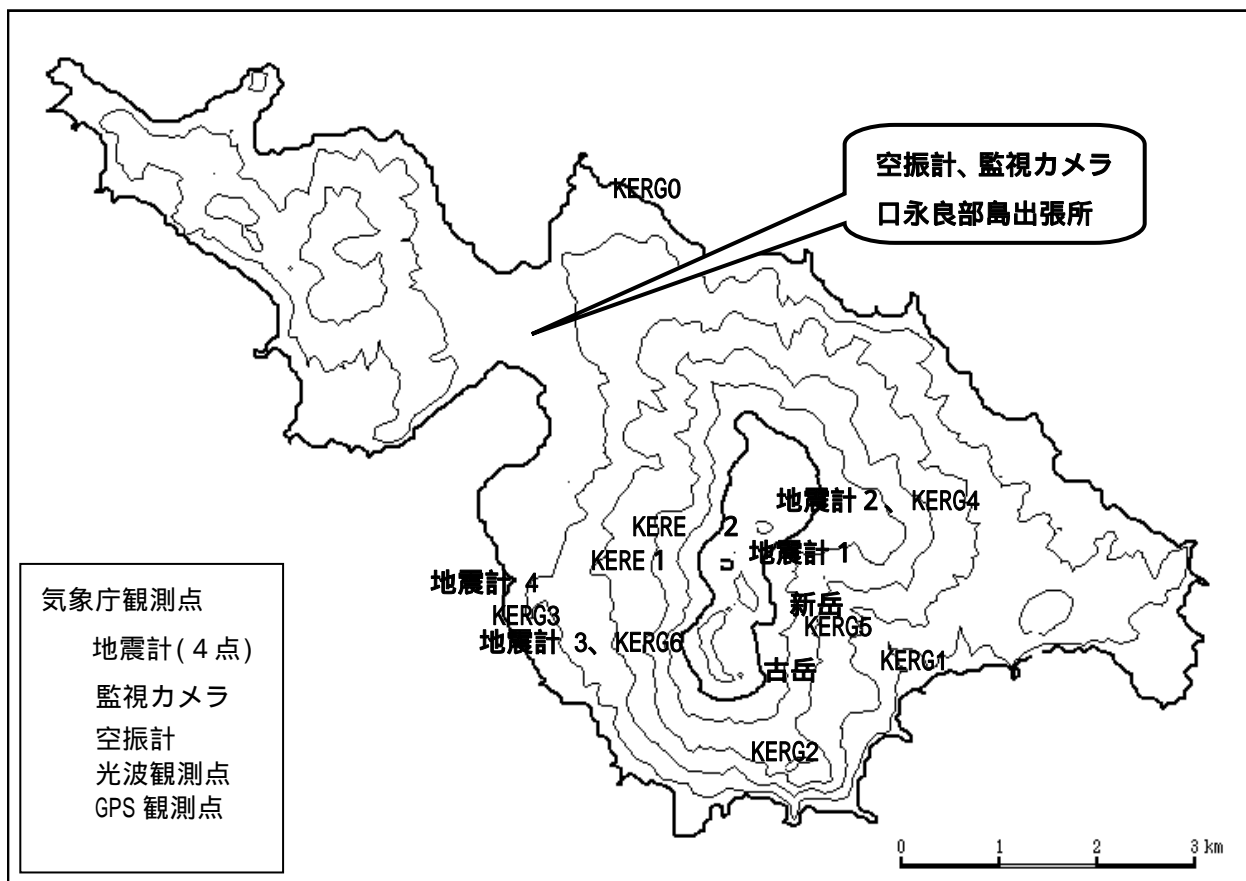 空振計、監視カメラ
口永良部島出張所
KERG0
地震計 2、KERG4
KERE 2
地震計 1
KERE 1
地震計 4
新岳
KERG3
KERG5
地震計 3、KERG6
KERG1
古岳
KERG2
気象庁観測点
地震計(4点)
監視カメラ
空振計
光波観測点
GPS 観測点
0 1 2 3 km